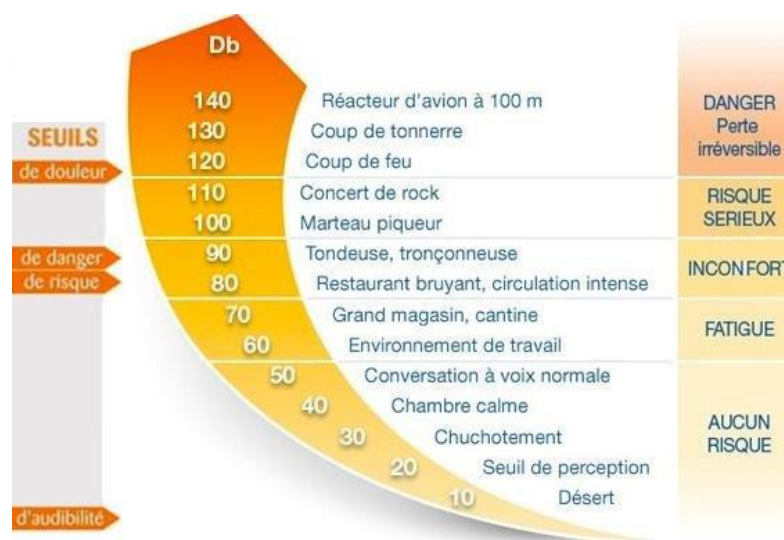 Db
140 Réacteur d'avion à 100 m
130 Coup de tonnerre
120 Coup de feu
110 Concert de rock
100 Marteau piqueur
90 Tondeuse, tronçonneuse
80 Restaurant bruyant, circulation intense
70 Grand magasin, cantine
60 Environnement de travail
50 Conversation à voix normale
40 Chambre calme
30 Chuchotement
20 Seuil de perception
10 Désert
SEUILS
de douleur
de danger
de risque
d'audibilité
DANGER
Perte
irréversible
RISQUE
SERIEUX
INCONFORT
FATIGUE
AUCUN
RISQUE